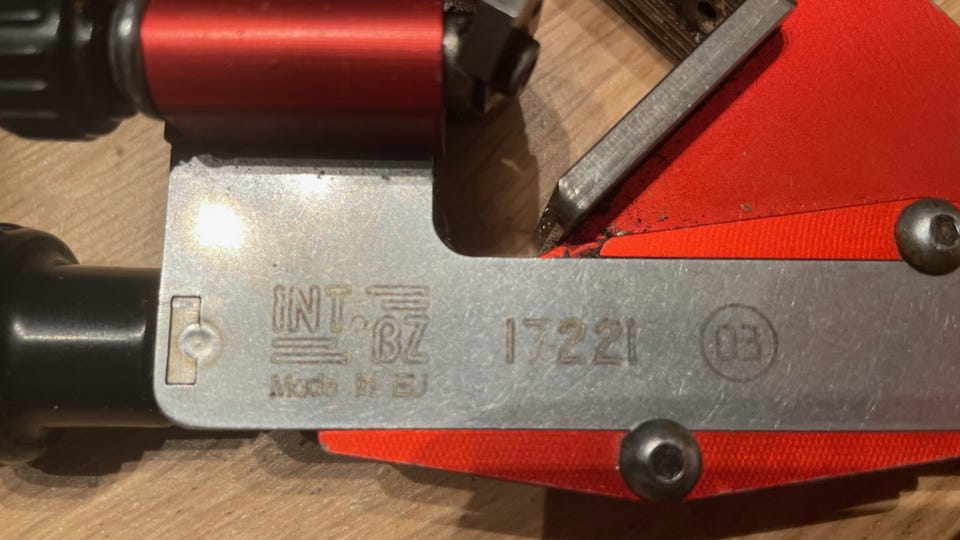 INT.
BZ
Made in EU
17221
03